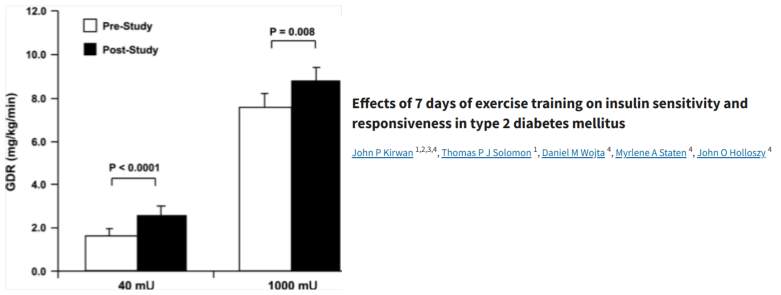 12.0
10.0
8.0
6.0
4.0
2.0
0.0
GDR (mg/kg/min)
Pre-Study
Post-Study
P < 0.0001
P = 0.008
40 mU
1000 mU
Effects of 7 days of exercise training on insulin sensitivity and
responsiveness in type 2 diabetes mellitus
John P Kirwan 1,2,3,4, Thomas P J Solomon 1, Daniel M Wojta 4, Myrlene A Staten 4, John O Holloszy 4